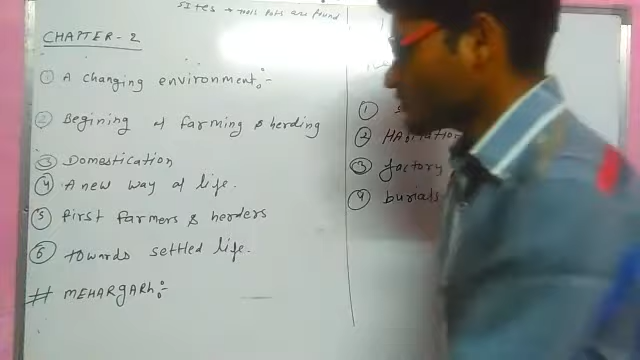 SITES → Tools Pots are found
CHAPTER - 2
① A changing environment:-
② Begining of farming & herding
③ Domestication
④ A new way of life.
⑤ first farmers & herders
⑥ towards settled life.
# MEHARgARh:-
①
② HABITATION
③ factory
④ burials